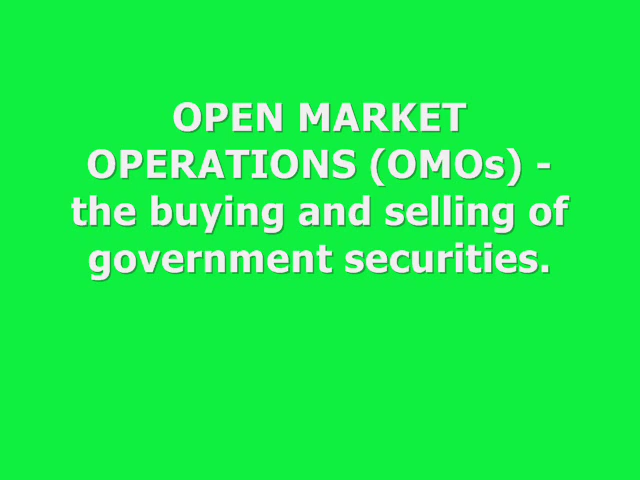 OPEN MARKET
OPERATIONS (OMOs) -
the buying and selling of
government securities.